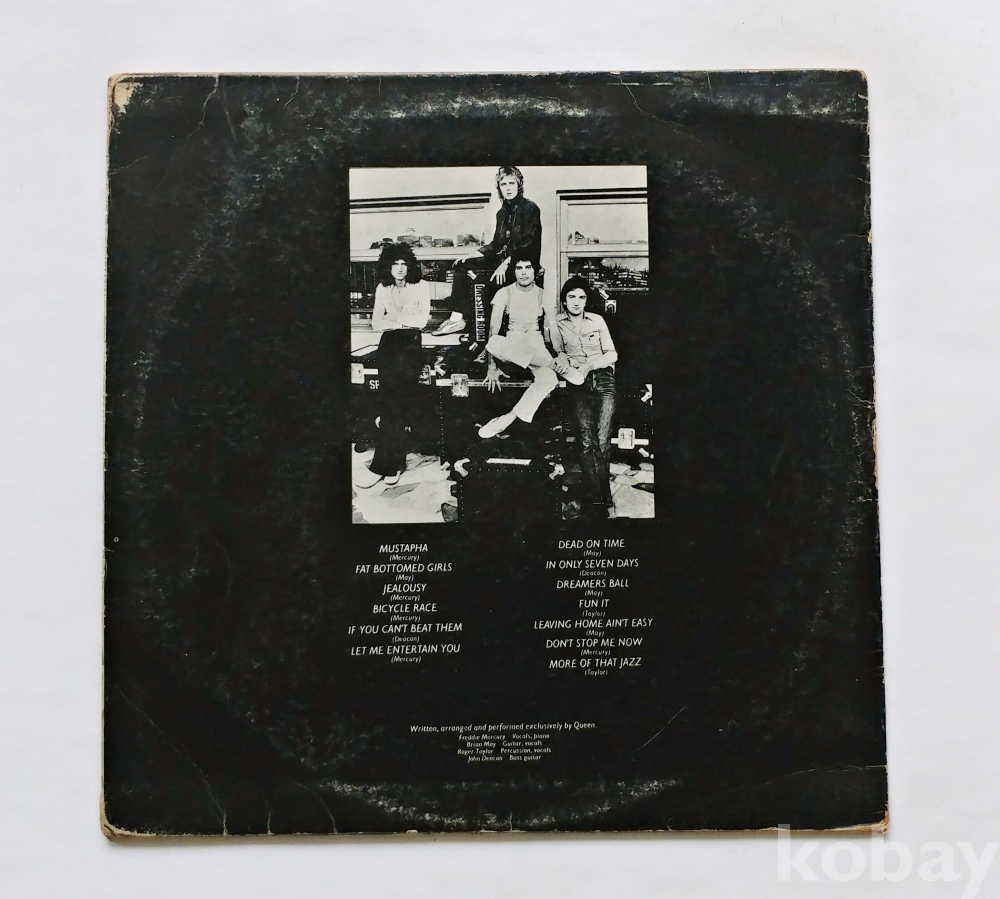 DRESSING ROOM
SP
MUSTAPHA
(Mercury)
FAT BOTTOMED GIRLS
(May)
JEALOUSY
(Mercury)
BICYCLE RACE
(Mercury)
IF YOU CAN'T BEAT THEM
(Deacon)
LET ME ENTERTAIN YOU
(Mercury)
DEAD ON TIME
(May)
IN ONLY SEVEN DAYS
(Deacon)
DREAMERS BALL
(May)
FUN IT
(Taylor)
LEAVING HOME AIN'T EASY
(May)
DON'T STOP ME NOW
(Mercury)
MORE OF THAT JAZZ
(Taylor)
Written, arranged and performed exclusively by Queen.
Freddie Mercury Vocals, piano
Brian May Guitar, vocals
Roger Taylor Percussion, vocals
John Deacon Bass guitar
kobay